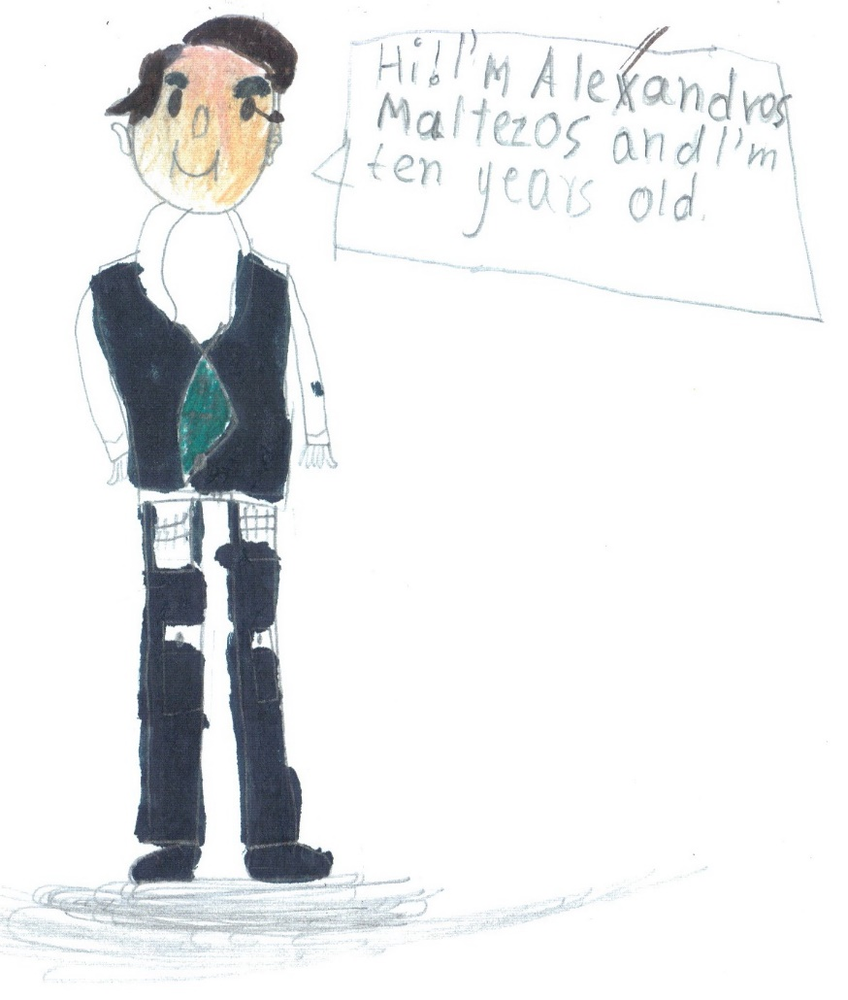 Hi! I'm Alexandros
Maltezos and I'm
ten years old.